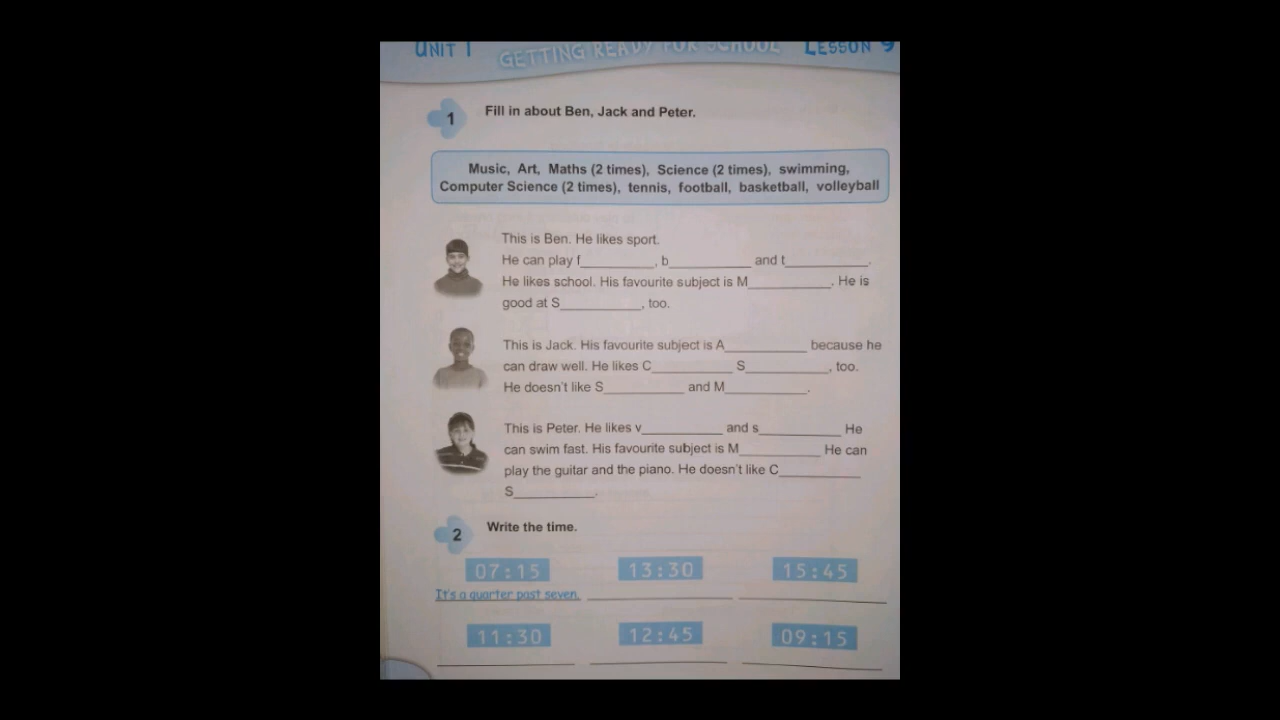 UNIT 1 GETTING READY FOR SCHOOL LESSON 9
1 Fill in about Ben, Jack and Peter.
Music, Art, Maths (2 times), Science (2 times), swimming,
Computer Science (2 times), tennis, football, basketball, volleyball
This is Ben. He likes sport.
He can play f__________, b__________ and t__________.
He likes school. His favourite subject is M__________. He is
good at S__________, too.
This is Jack. His favourite subject is A__________ because he
can draw well. He likes C__________ S__________, too.
He doesn't like S__________ and M__________.
This is Peter. He likes v__________ and s__________ He
can swim fast. His favourite subject is M__________ He can
play the guitar and the piano. He doesn't like C__________
S__________.
2 Write the time.
07:15 13:30 15:45
It's a quarter past seven.
11:30 12:45 09:15